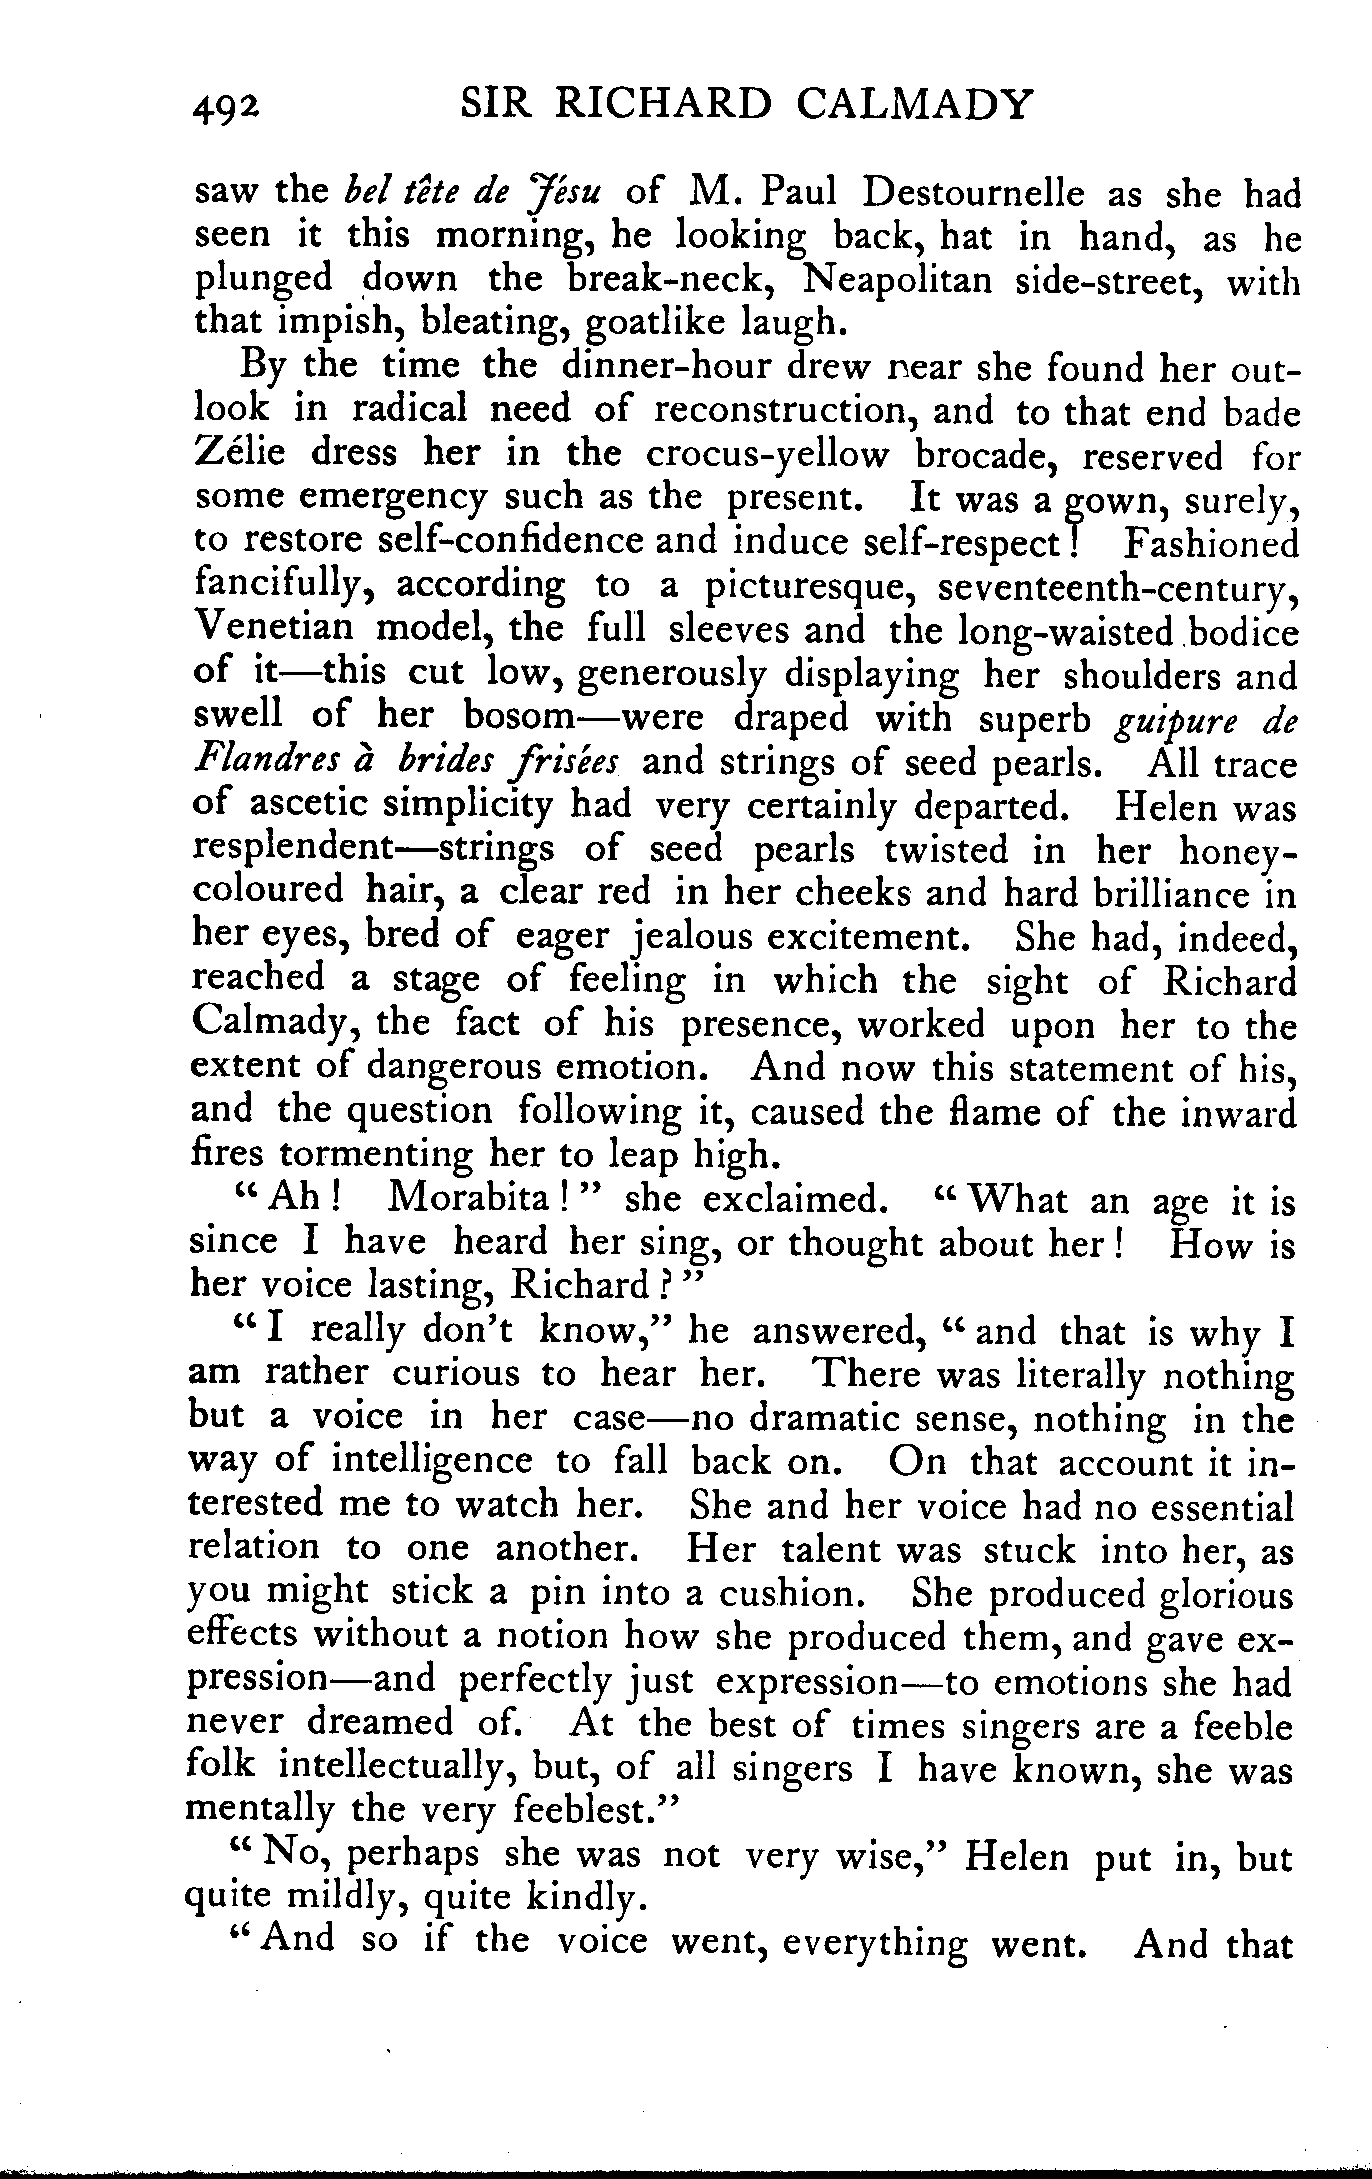 492 SIR RICHARD CALMADY
saw the bel tête de Jésu of M. Paul Destournelle as she had
seen it this morning, he looking back, hat in hand, as he
plunged down the break-neck, Neapolitan side-street, with
that impish, bleating, goatlike laugh.
By the time the dinner-hour drew near she found her out-
look in radical need of reconstruction, and to that end bade
Zélie dress her in the crocus-yellow brocade, reserved for
some emergency such as the present. It was a gown, surely,
to restore self-confidence and induce self-respect! Fashioned
fancifully, according to a picturesque, seventeenth-century,
Venetian model, the full sleeves and the long-waisted bodice
of it—this cut low, generously displaying her shoulders and
swell of her bosom—were draped with superb guipure de
Flandres à brides frisées and strings of seed pearls. All trace
of ascetic simplicity had very certainly departed. Helen was
resplendent—strings of seed pearls twisted in her honey-
coloured hair, a clear red in her cheeks and hard brilliance in
her eyes, bred of eager jealous excitement. She had, indeed,
reached a stage of feeling in which the sight of Richard
Calmady, the fact of his presence, worked upon her to the
extent of dangerous emotion. And now this statement of his,
and the question following it, caused the flame of the inward
fires tormenting her to leap high.
“Ah! Morabita!” she exclaimed. “What an age it is
since I have heard her sing, or thought about her! How is
her voice lasting, Richard?”
“I really don't know,” he answered, “and that is why I
am rather curious to hear her. There was literally nothing
but a voice in her case—no dramatic sense, nothing in the
way of intelligence to fall back on. On that account it in-
terested me to watch her. She and her voice had no essential
relation to one another. Her talent was stuck into her, as
you might stick a pin into a cushion. She produced glorious
effects without a notion how she produced them, and gave ex-
pression—and perfectly just expression—to emotions she had
never dreamed of. At the best of times singers are a feeble
folk intellectually, but, of all singers I have known, she was
mentally the very feeblest.”
“No, perhaps she was not very wise,” Helen put in, but
quite mildly, quite kindly.
“And so if the voice went, everything went. And that